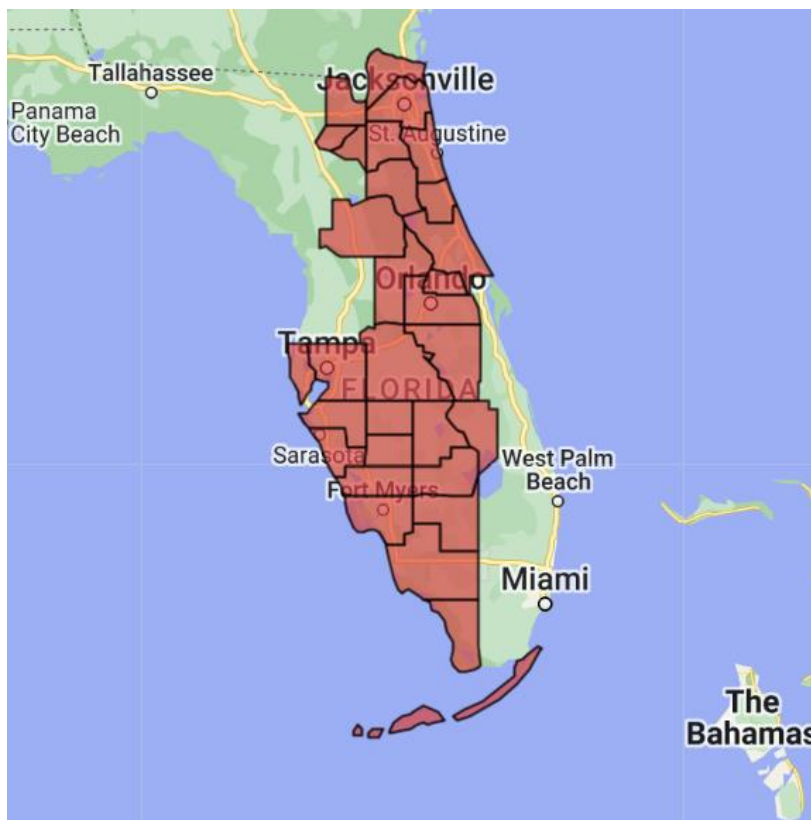 Tallahassee
Jacksonville
Panama
City Beach
St. Augustine
Orlando
Tampa
FLORIDA
Sarasota
West Palm
Beach
Fort Myers
Miami
The
Bahamas